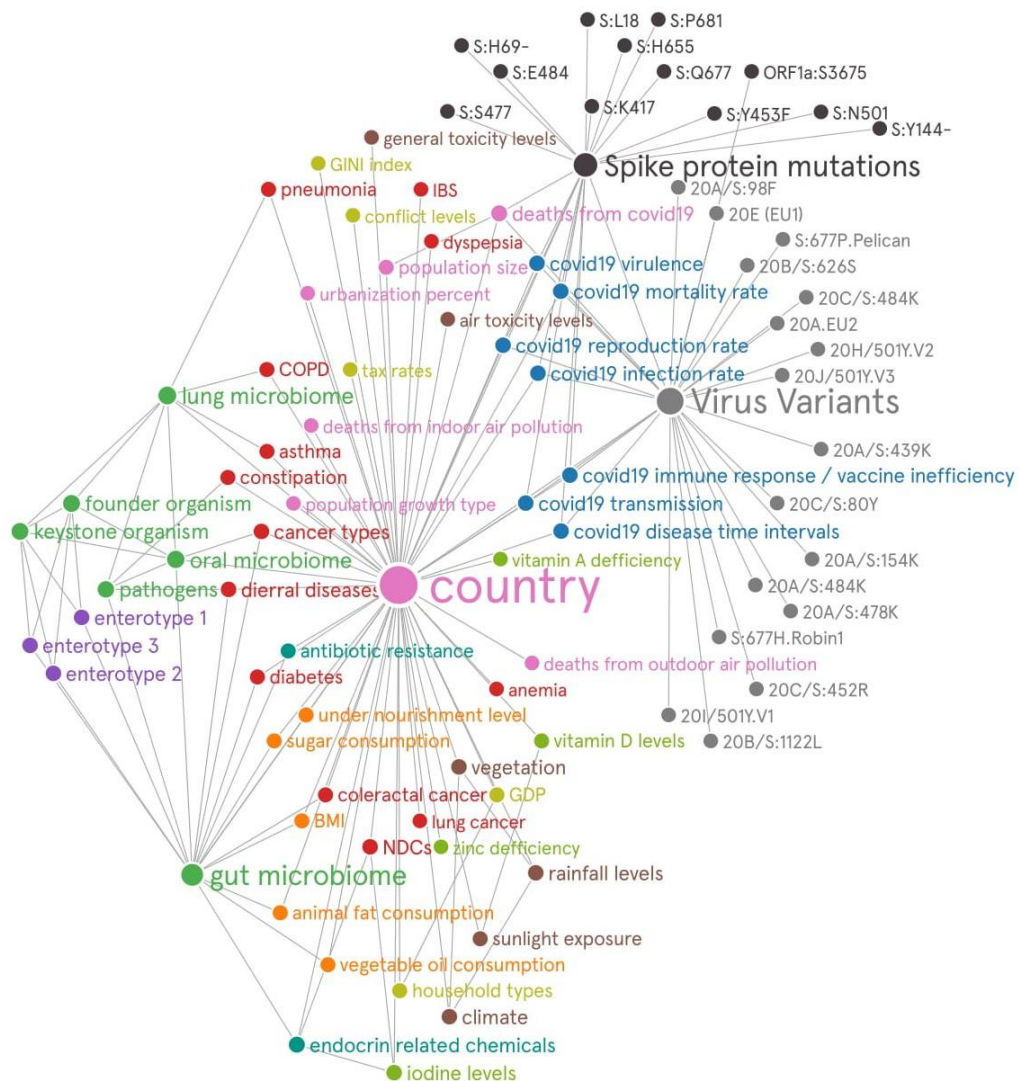 S:L18
S:P681
S:H69-
S:H655
S:E484
S:Q677
ORF1a:S3675
S:S477
S:K417
S:Y453F
S:N501
S:Y144-
general toxicity levels
GINI index
Spike protein mutations
pneumonia
IBS
20A/S:98F
conflict levels
deaths from covid19
20E (EU1)
dyspepsia
S:677P.Pelican
population size
covid19 virulence
20B/S:626S
urbanization percent
covid19 mortality rate
20C/S:484K
air toxicity levels
20A.EU2
covid19 reproduction rate
20H/501Y.V2
COPD
tax rates
covid19 infection rate
20J/501Y.V3
lung microbiome
Virus Variants
deaths from indoor air pollution
asthma
20A/S:439K
constipation
covid19 immune response / vaccine inefficiency
founder organism
population growth type
covid19 transmission
20C/S:80Y
keystone organism
cancer types
covid19 disease time intervals
oral microbiome
vitamin A defficiency
20A/S:154K
pathogens
dierral diseases
country
20A/S:484K
enterotype 1
20A/S:478K
enterotype 3
antibiotic resistance
S:677H.Robin1
enterotype 2
diabetes
deaths from outdoor air pollution
anemia
20C/S:452R
under nourishment level
20I/501Y.V1
sugar consumption
vitamin D levels
20B/S:1122L
vegetation
coleractal cancer
GDP
BMI
lung cancer
NDCs
zinc defficiency
gut microbiome
rainfall levels
animal fat consumption
sunlight exposure
vegetable oil consumption
household types
climate
endocrin related chemicals
iodine levels